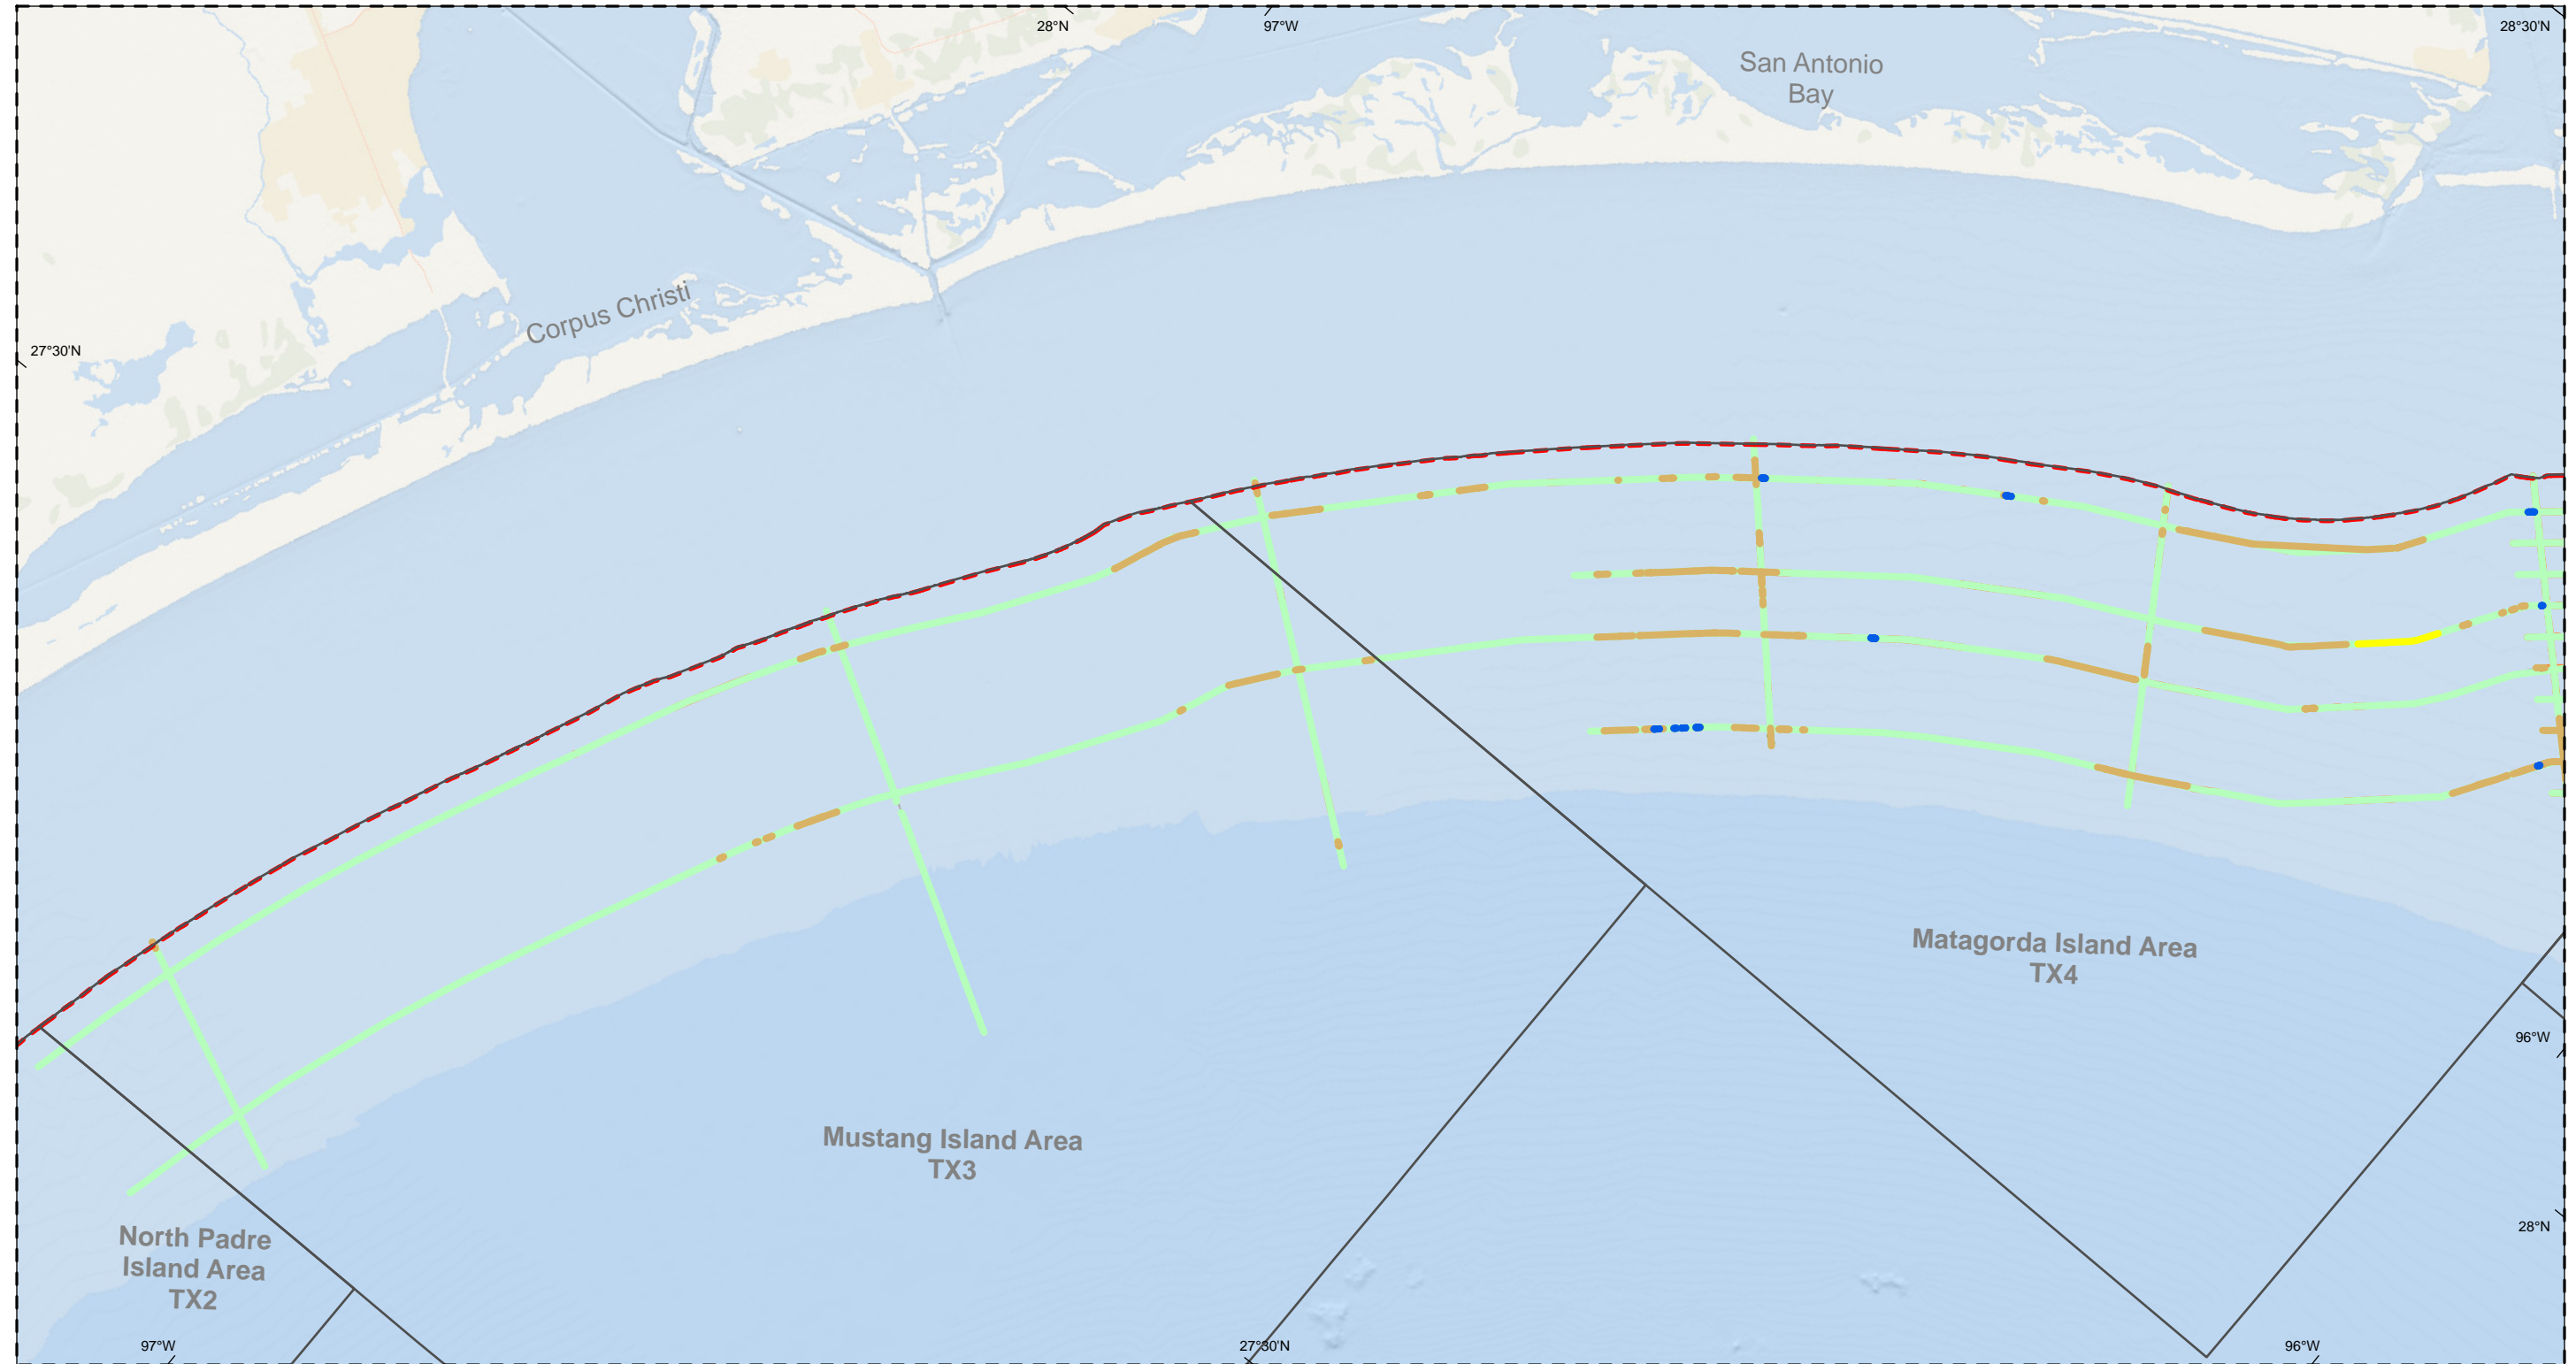 28°N
97°W
28°30'N
San Antonio
Bay
Corpus Christi
27°30'N
Matagorda Island Area
TX4
96°W
Mustang Island Area
TX3
28°N
North Padre
Island Area
TX2
97°W
27°30'N
96°W